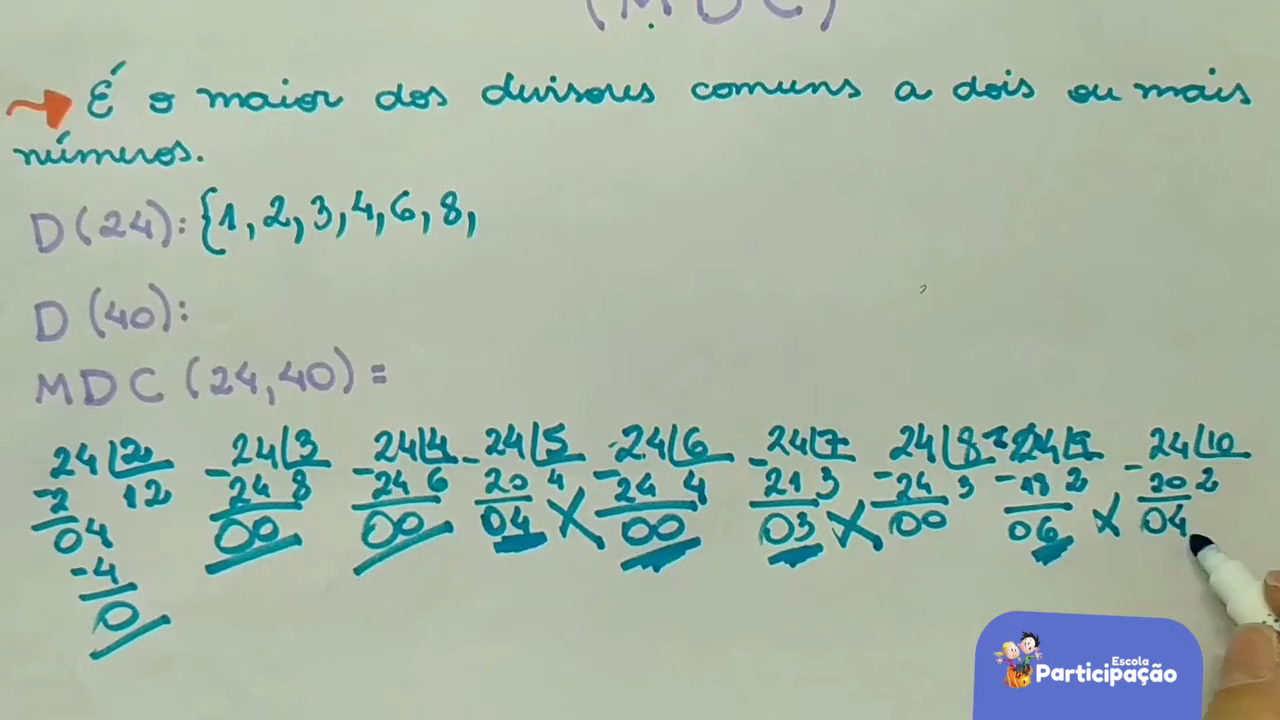 (MDC)
É o maior dos divisores comuns a dois ou mais
números.
D(24): {1, 2, 3, 4, 6, 8,
D(40):
MDC (24,40) =
24 2 24 3 24 4 -24 5 -24 6 24 7 24 8 24 9 24 10
-2 12 -24 8 -24 6 20 4 -24 4 -21 3 -24 3 -18 2 -20 2
04 00 00 04 X 00 03 X 00 06 X 04
-4
0
Escola
Participação